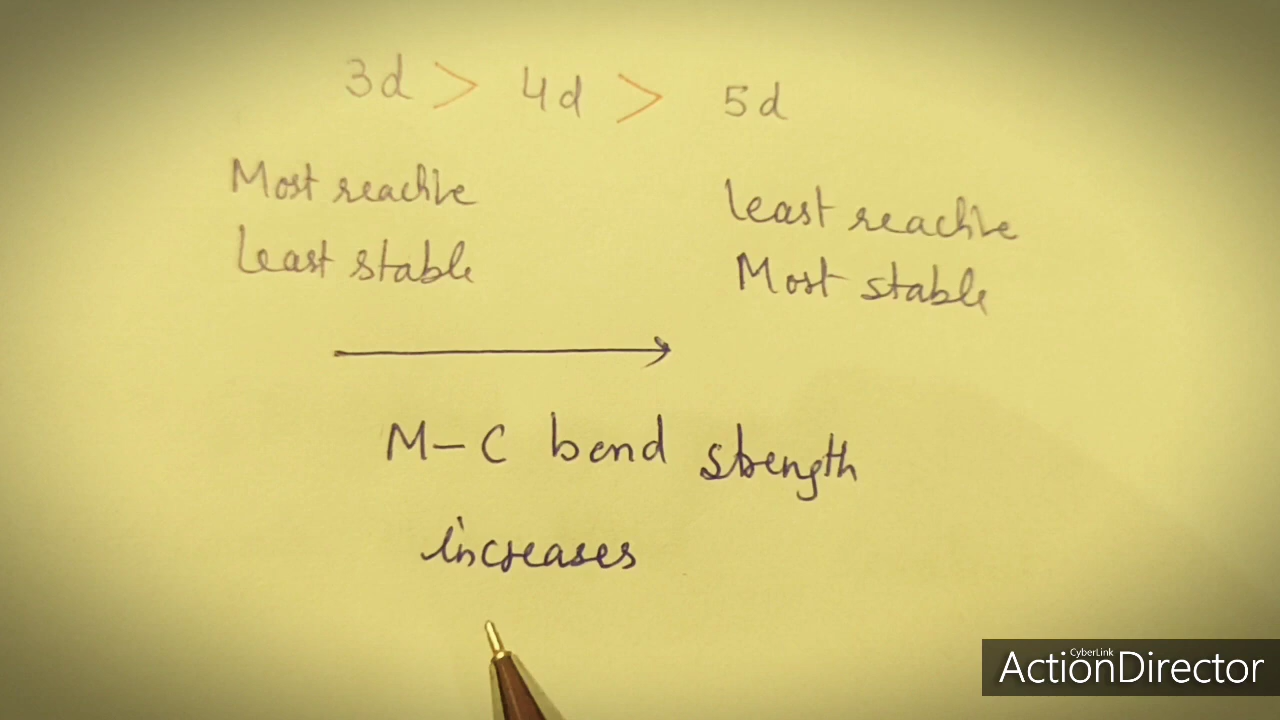 3d > 4d > 5d
Most reactive
Least stable
least reactive
Most stable
M-C bond strength
increases
CyberLink
ActionDirector